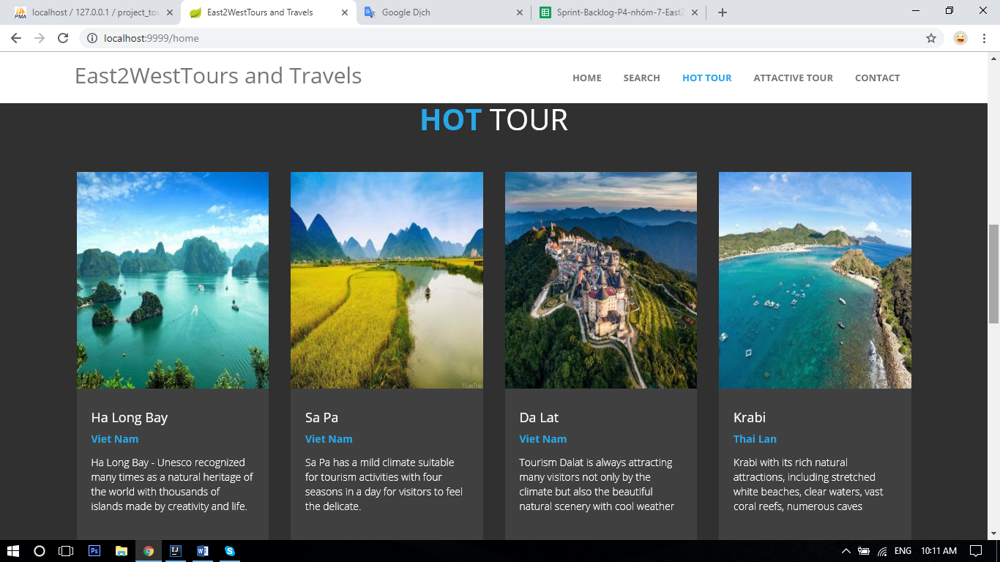 localhost / 127.0.0.1 / project_tou
East2WestTours and Travels
Google Dịch
Sprint-Backlog-P4-nhóm-7-East2
localhost:9999/home
East2WestTours and Travels
HOME
SEARCH
HOT TOUR
ATTACTIVE TOUR
CONTACT
HOT TOUR
Ha Long Bay
Viet Nam
Ha Long Bay - Unesco recognized
many times as a natural heritage of
the world with thousands of
islands made by creativity and life.
Sa Pa
Viet Nam
Sa Pa has a mild climate suitable
for tourism activities with four
seasons in a day for visitors to feel
the delicate.
Da Lat
Viet Nam
Tourism Dalat is always attracting
many visitors not only by the
climate but also the beautiful
natural scenery with cool weather
Krabi
Thai Lan
Krabi with its rich natural
attractions, including stretched
white beaches, clear waters, vast
coral reefs, numerous caves
ENG
10:11 AM